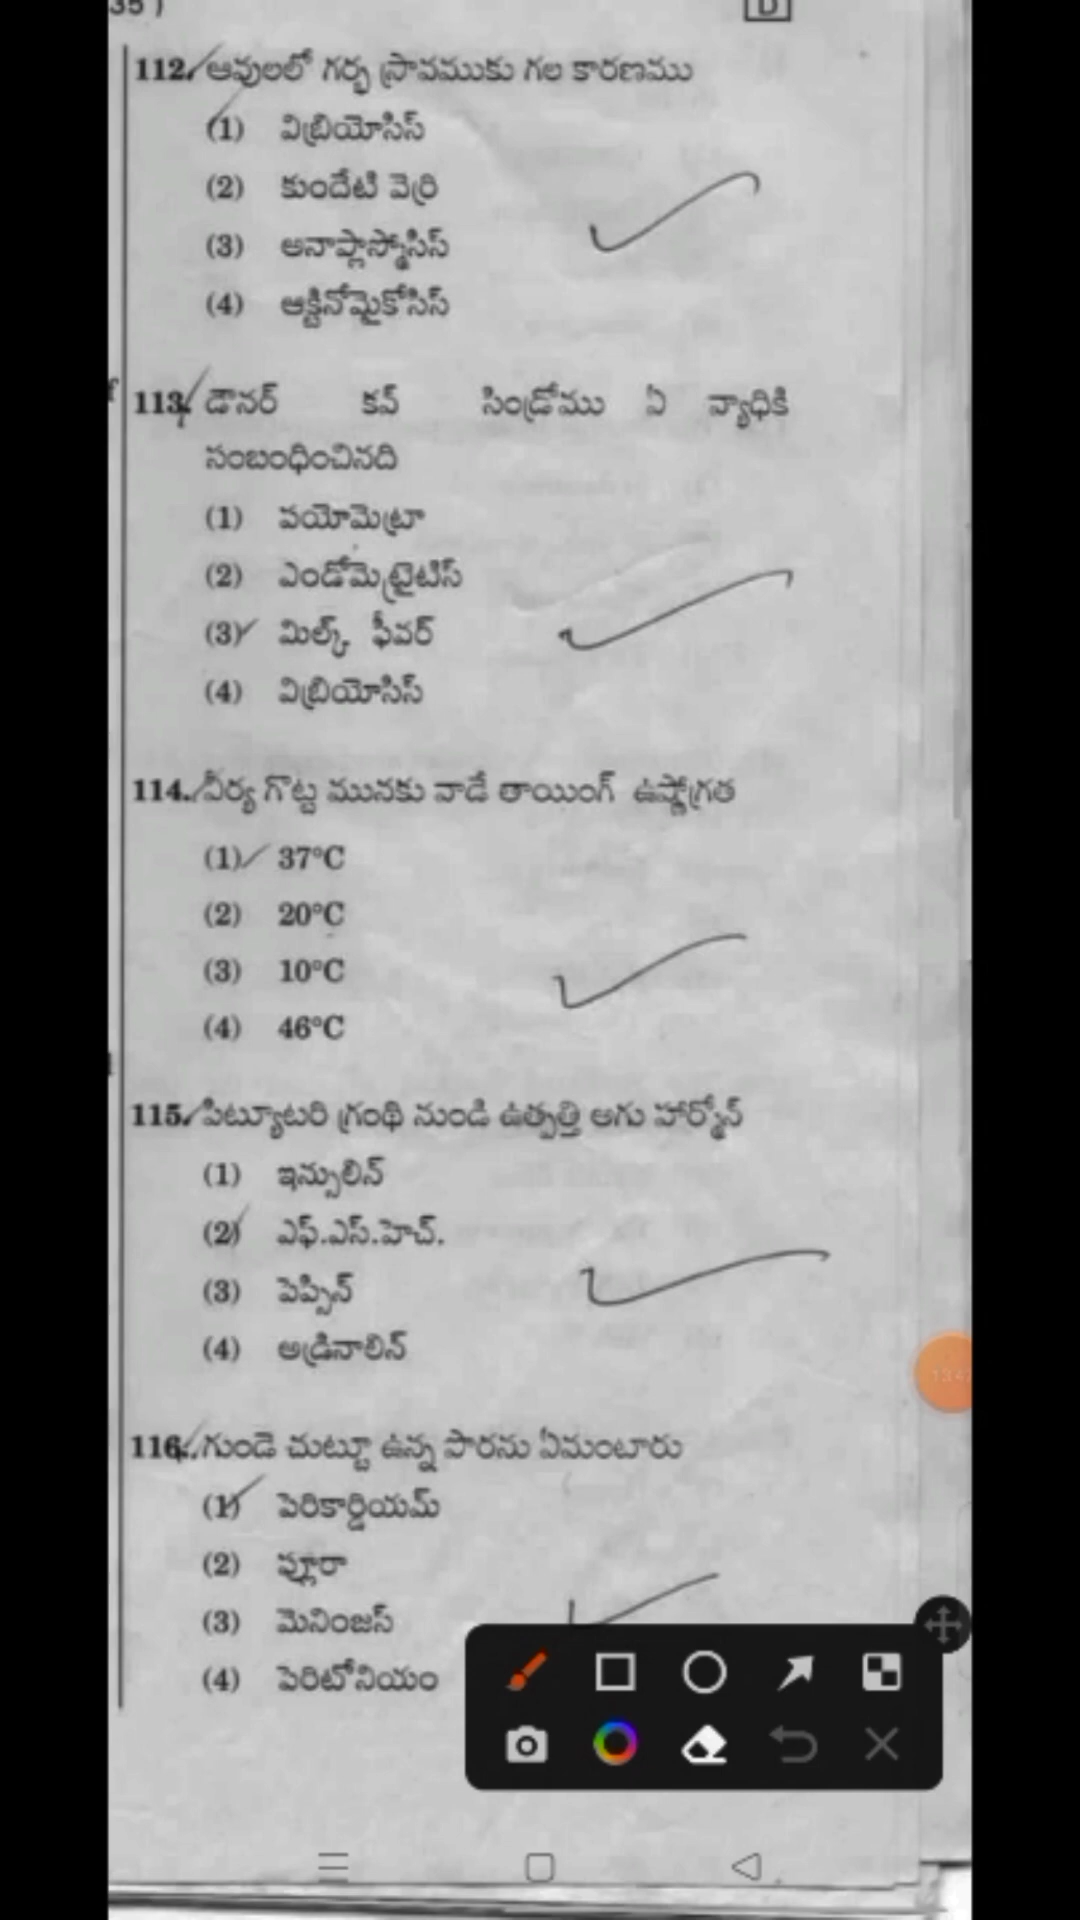 35 )
D
112. ఆవులలో గర్భ స్రావముకు గల కారణము
(1) విబ్రియోసిస్
(2) కుందేటి వెర్రి
(3) అనాప్లాస్మోసిస్
(4) ఆక్టినోమైకోసిస్
113. డౌనర్ కవ్ సిండ్రోము ఏ వ్యాధికి
సంబంధించినది
(1) పయోమెట్రా
(2) ఎండోమెట్రైటిస్
(3) మిల్క్ ఫీవర్
(4) విబ్రియోసిస్
114. వీర్య గొట్ట మునకు వాడే తాయింగ్ ఉష్ణోగ్రత
(1) 37°C
(2) 20°C
(3) 10°C
(4) 46°C
115. పిట్యూటరి గ్రంథి నుండి ఉత్పత్తి అగు హార్మోన్
(1) ఇన్సులిన్
(2) ఎఫ్.ఎస్.హెచ్.
(3) పెప్సిన్
(4) అడ్రినాలిన్
116. గుండె చుట్టూ ఉన్న పొరను ఏమంటారు
(1) పెరికార్డియమ్
(2) ప్లూరా
(3) మెనింజస్
(4) పెరిటోనియం